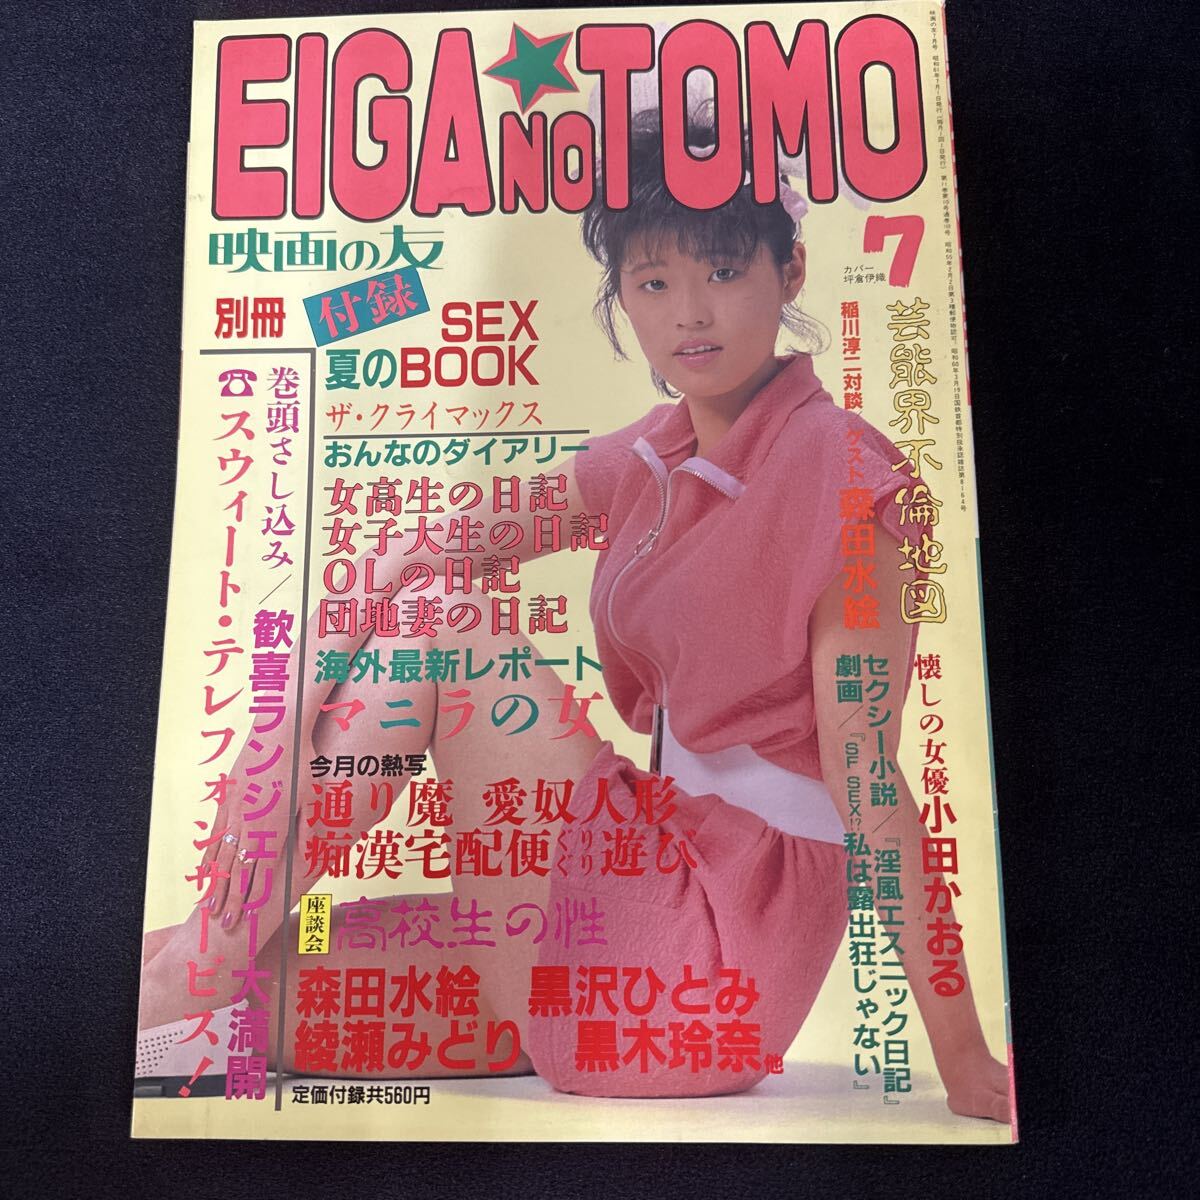 EIGA★NO TOMO
映画の友
7
カバー
坪倉伊織
別冊
付録
夏のSEX BOOK
ザ・クライマックス
おんなのダイアリー
女高生の日記
女子大生の日記
OLの日記
団地妻の日記
海外最新レポート
マニラの女
今月の熱写
通り魔 愛奴人形
痴漢宅配便 くりくり遊び
座談会
高校生の性
森田水絵 黒沢ひとみ
綾瀬みどり 黒木玲奈他
定価付録共560円
巻頭さし込み/歓喜ランジェリー大満開
☎スウィート・テレフォンサービス!
芸能界不倫地図
稲川淳二対談/ゲスト森田水絵
懐しの女優小田かおる
セクシー小説/『淫風エスニック日記』
劇画/『SF SEX!?私は露出狂じゃない』